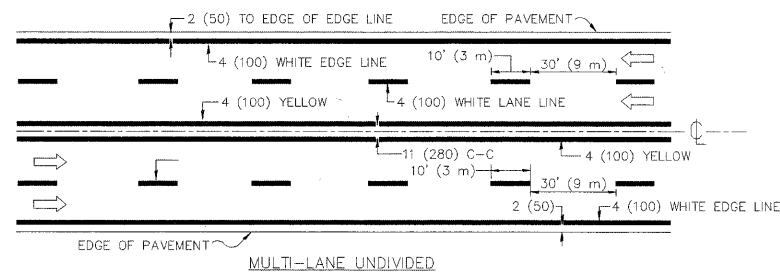 2 (50) TO EDGE OF EDGE LINE
EDGE OF PAVEMENT
4 (100) WHITE EDGE LINE
10' (3 m)
30' (9 m)
4 (100) YELLOW
4 (100) WHITE LANE LINE
℄
11 (280) C-C
4 (100) YELLOW
10' (3 m)
30' (9 m)
2 (50)
4 (100) WHITE EDGE LINE
EDGE OF PAVEMENT
MULTI-LANE UNDIVIDED